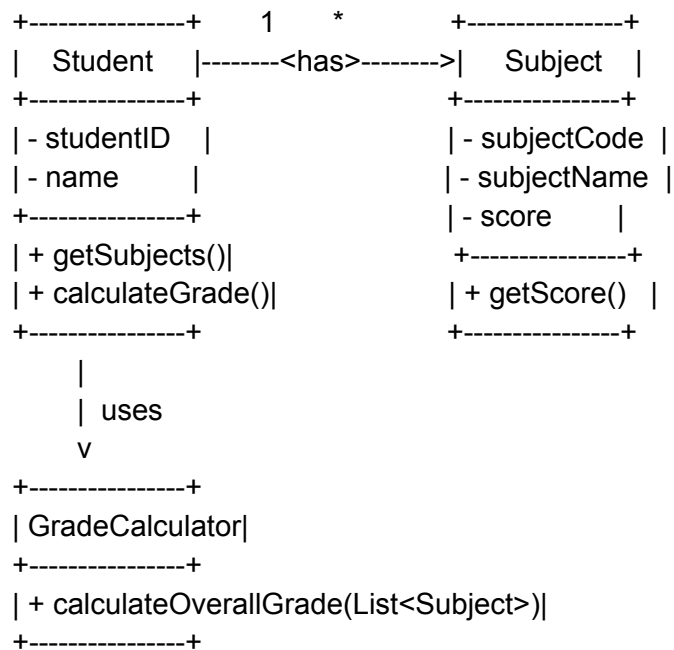 +----------------+ 1 * +----------------+
| Student |--------<has>-------->| Subject |
+----------------+ +----------------+
| - studentID | | - subjectCode |
| - name | | - subjectName |
+----------------+ | - score |
| + getSubjects()| +----------------+
| + calculateGrade()| | + getScore() |
+----------------+ +----------------+
|
| uses
v
+----------------+
| GradeCalculator|
+----------------+
| + calculateOverallGrade(List<Subject>)|
+----------------+